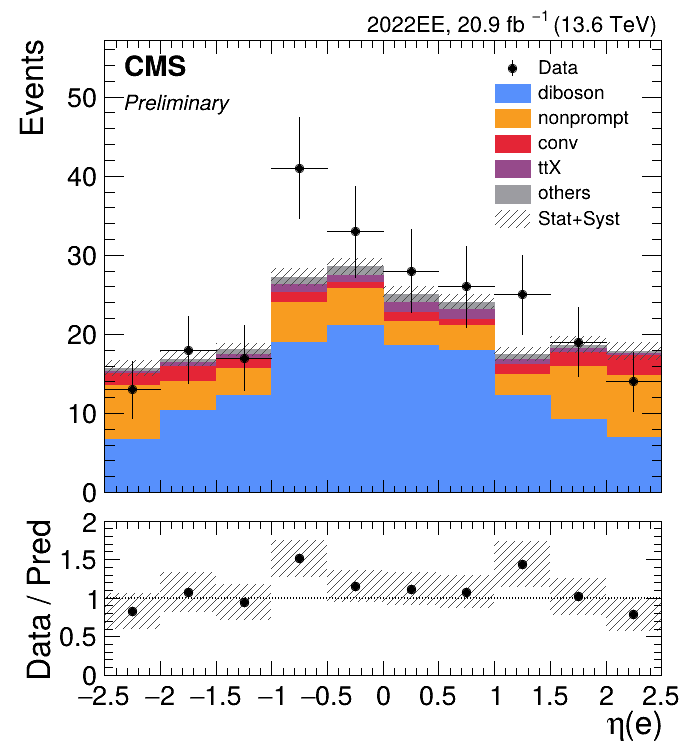 2022EE, 20.9 fb⁻¹ (13.6 TeV)
CMS
Preliminary
Events
Data
diboson
nonprompt
conv
ttX
others
Stat+Syst
50
40
30
20
10
0
Data / Pred
2
1.5
1
0.5
0
−2.5 −2 −1.5 −1 −0.5 0 0.5 1 1.5 2 2.5
η(e)